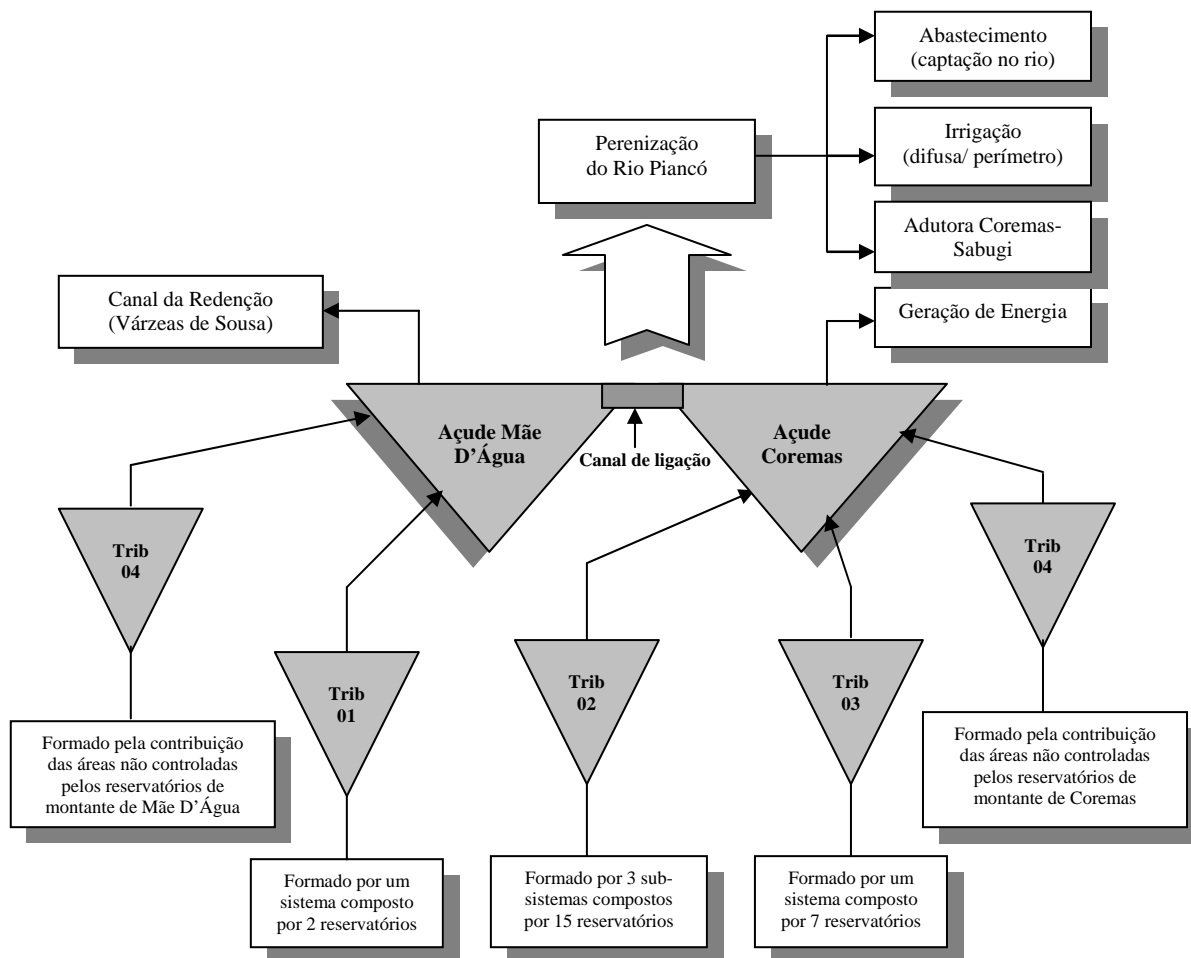 Abastecimento
(captação no rio)
Perenização
do Rio Piancó
Irrigação
(difusa/ perímetro)
Adutora Coremas-
Sabugi
Canal da Redenção
(Várzeas de Sousa)
Geração de Energia
Açude Mãe
D’Água
Canal de ligação
Açude
Coremas
Trib
04
Trib
01
Trib
02
Trib
03
Trib
04
Formado pela contribuição
das áreas não controladas
pelos reservatórios de
montante de Mãe D’Água
Formado por um
sistema composto
por 2 reservatórios
Formado por 3 sub-
sistemas compostos
por 15 reservatórios
Formado por um
sistema composto
por 7 reservatórios
Formado pela contribuição
das áreas não controladas
pelos reservatórios de
montante de Coremas